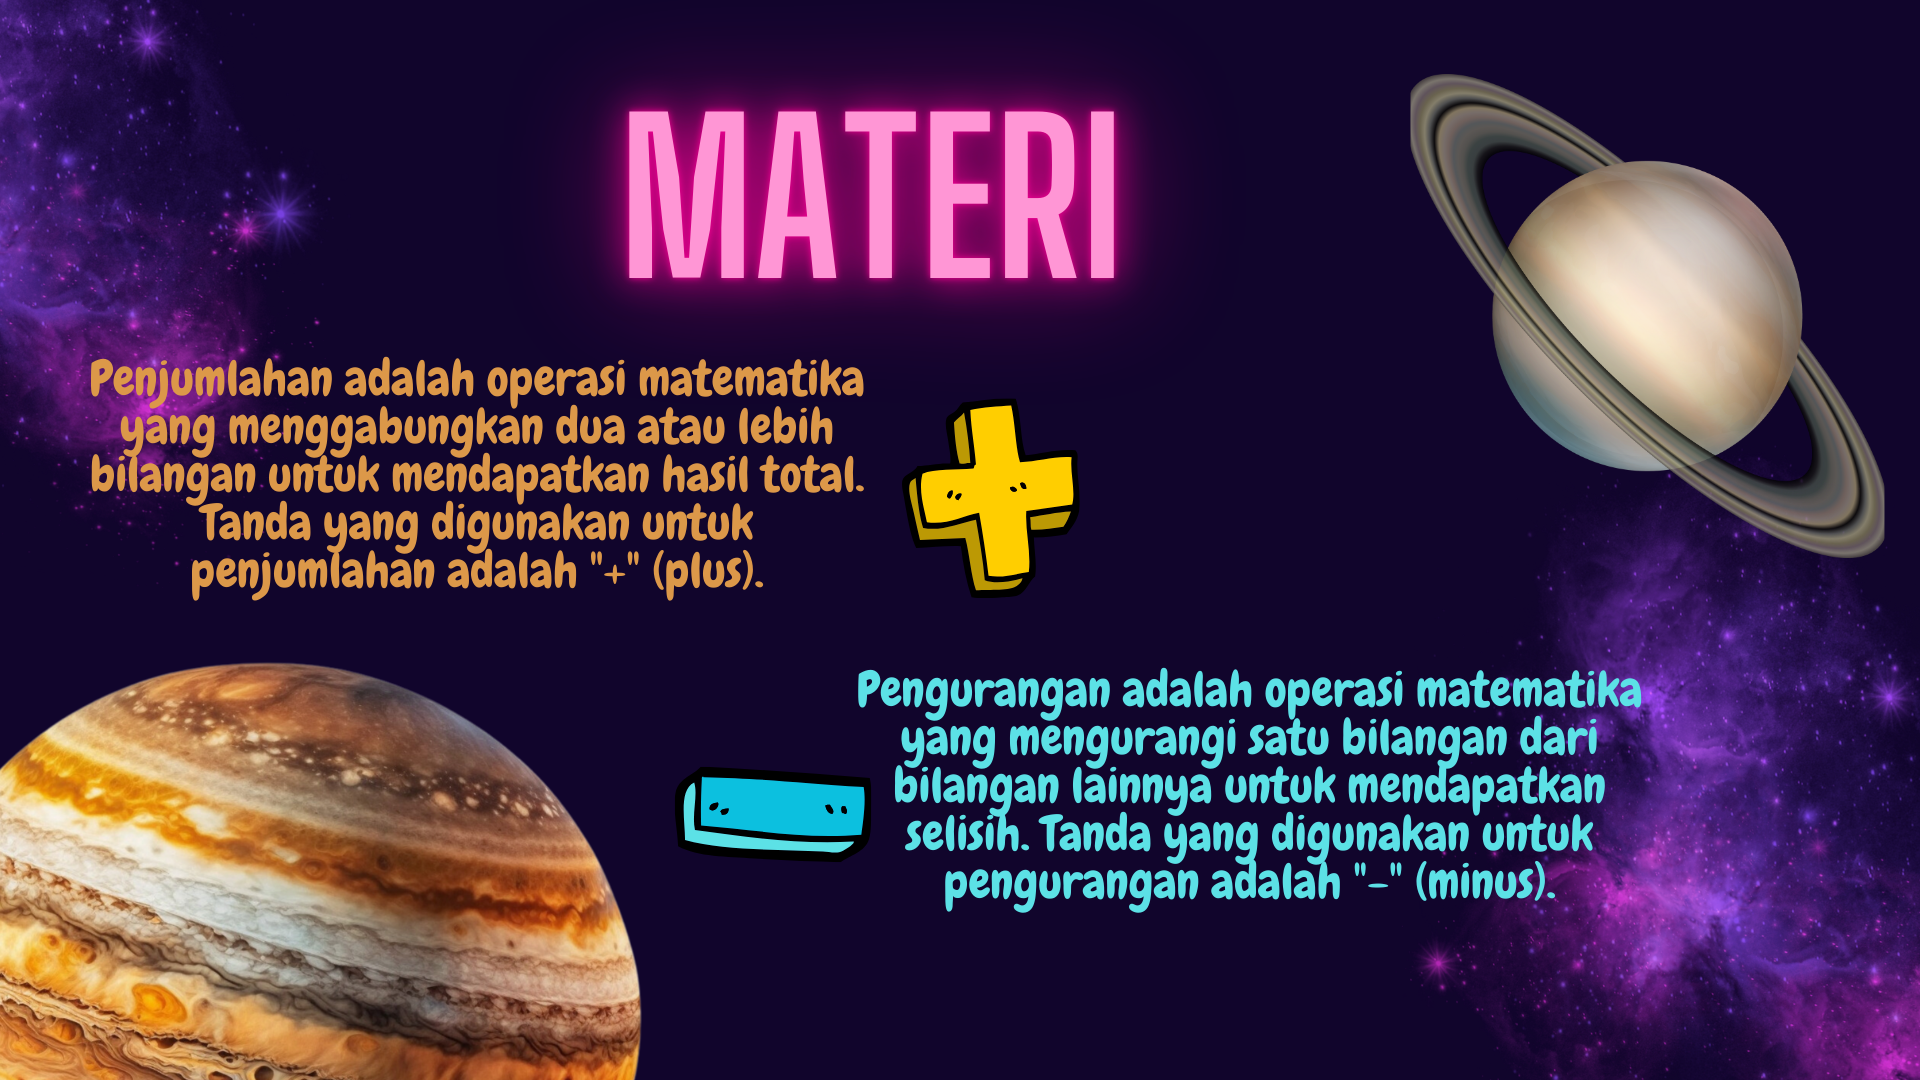 MATERI
Penjumlahan adalah operasi matematika
yang menggabungkan dua atau lebih
bilangan untuk mendapatkan hasil total.
Tanda yang digunakan untuk
penjumlahan adalah "+" (plus).
Pengurangan adalah operasi matematika
yang mengurangi satu bilangan dari
bilangan lainnya untuk mendapatkan
selisih. Tanda yang digunakan untuk
pengurangan adalah "-" (minus).